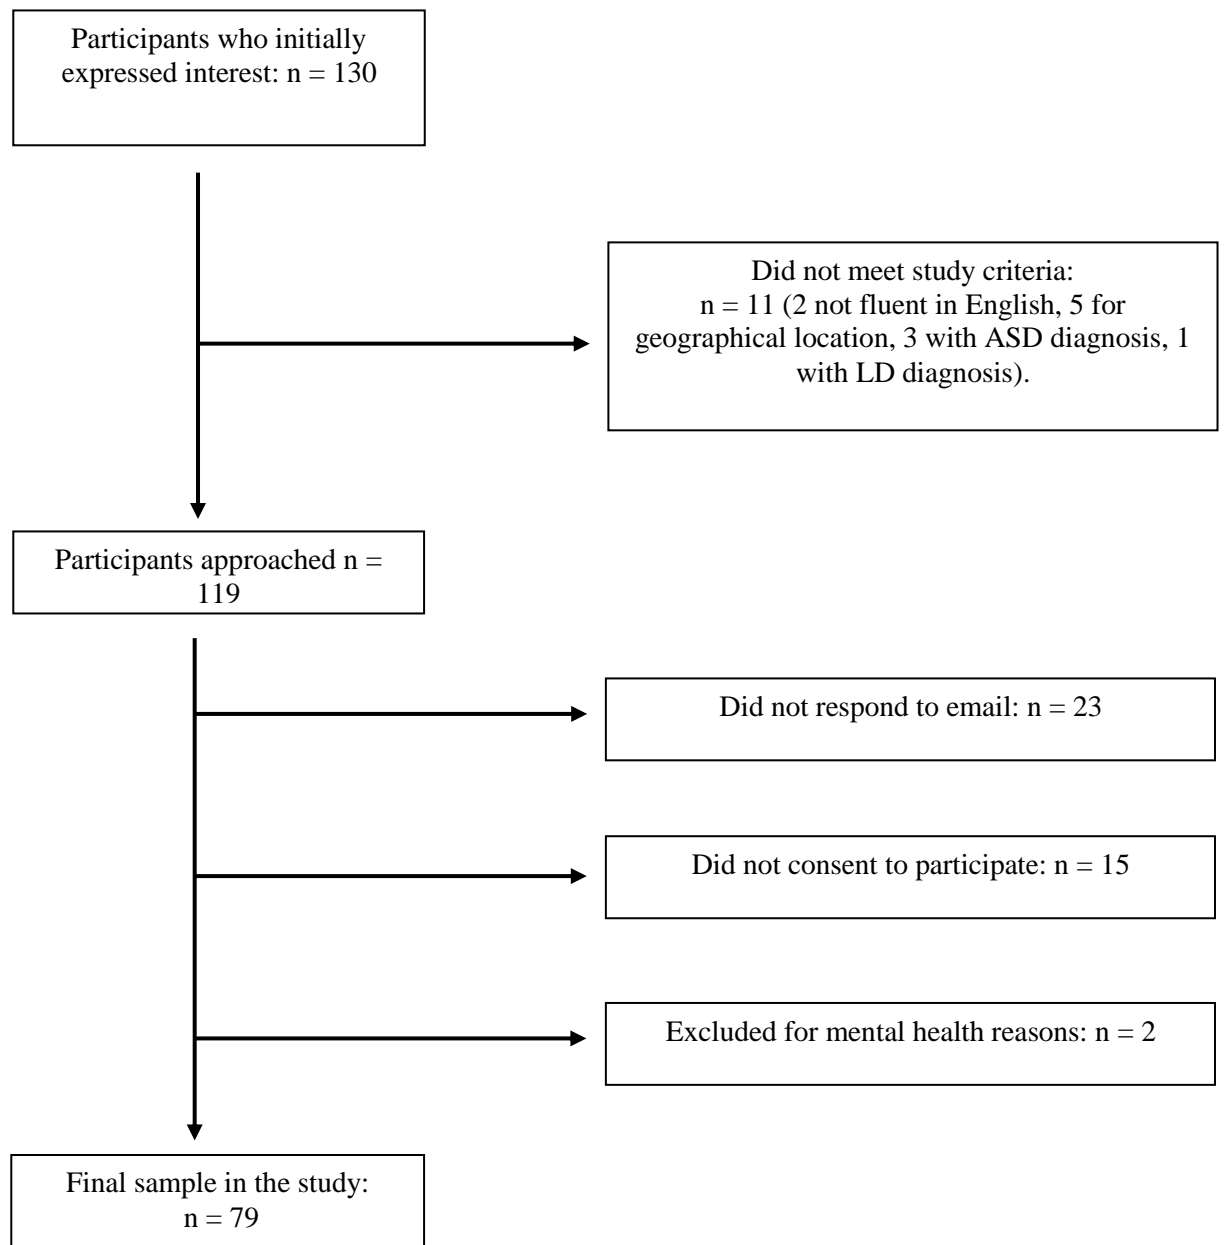 Participants who initially
expressed interest: n = 130
Did not meet study criteria:
n = 11 (2 not fluent in English, 5 for
geographical location, 3 with ASD diagnosis, 1
with LD diagnosis).
Participants approached n =
119
Did not respond to email: n = 23
Did not consent to participate: n = 15
Excluded for mental health reasons: n = 2
Final sample in the study:
n = 79